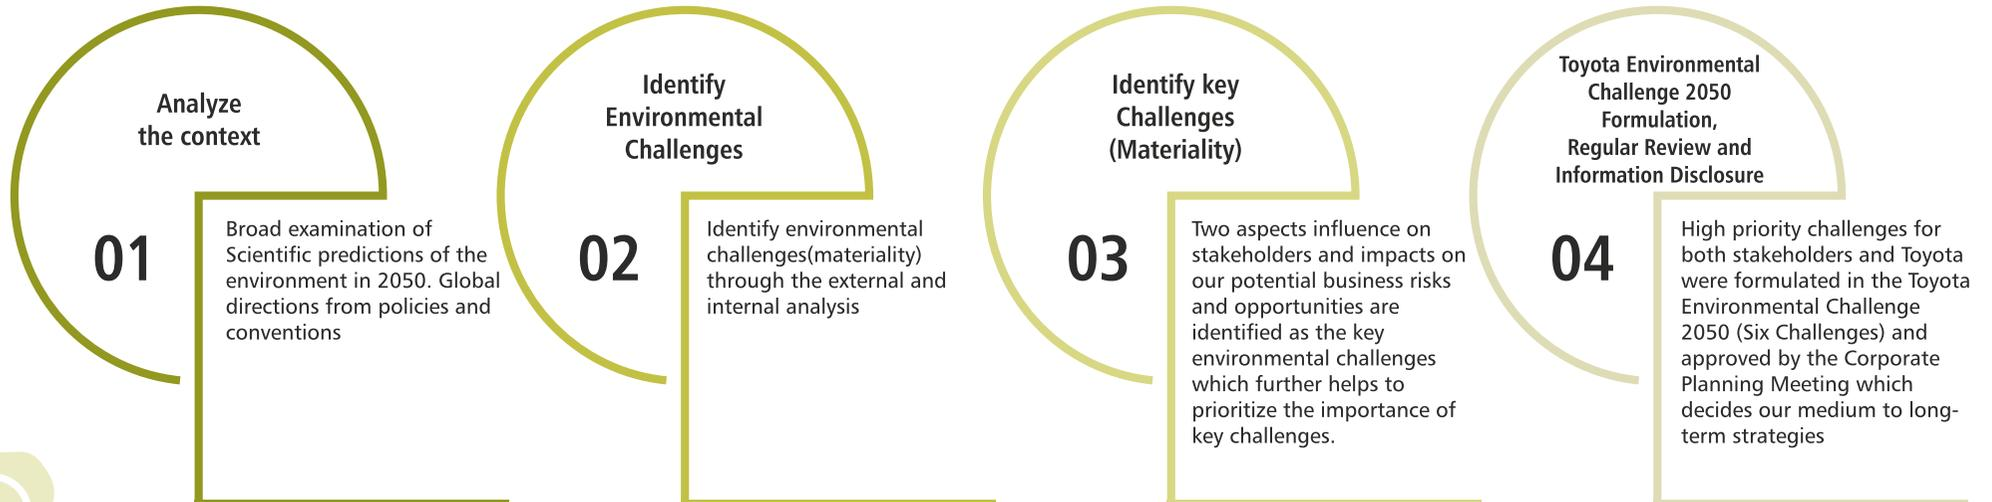 Analyze
the context
01
Broad examination of
Scientific predictions of the
environment in 2050. Global
directions from policies and
conventions
Identify
Environmental
Challenges
02
Identify environmental
challenges(materiality)
through the external and
internal analysis
Identify key
Challenges
(Materiality)
03
Two aspects influence on
stakeholders and impacts on
our potential business risks
and opportunities are
identified as the key
environmental challenges
which further helps to
prioritize the importance of
key challenges.
Toyota Environmental
Challenge 2050
Formulation,
Regular Review and
Information Disclosure
04
High priority challenges for
both stakeholders and Toyota
were formulated in the Toyota
Environmental Challenge
2050 (Six Challenges) and
approved by the Corporate
Planning Meeting which
decides our medium to long-
term strategies